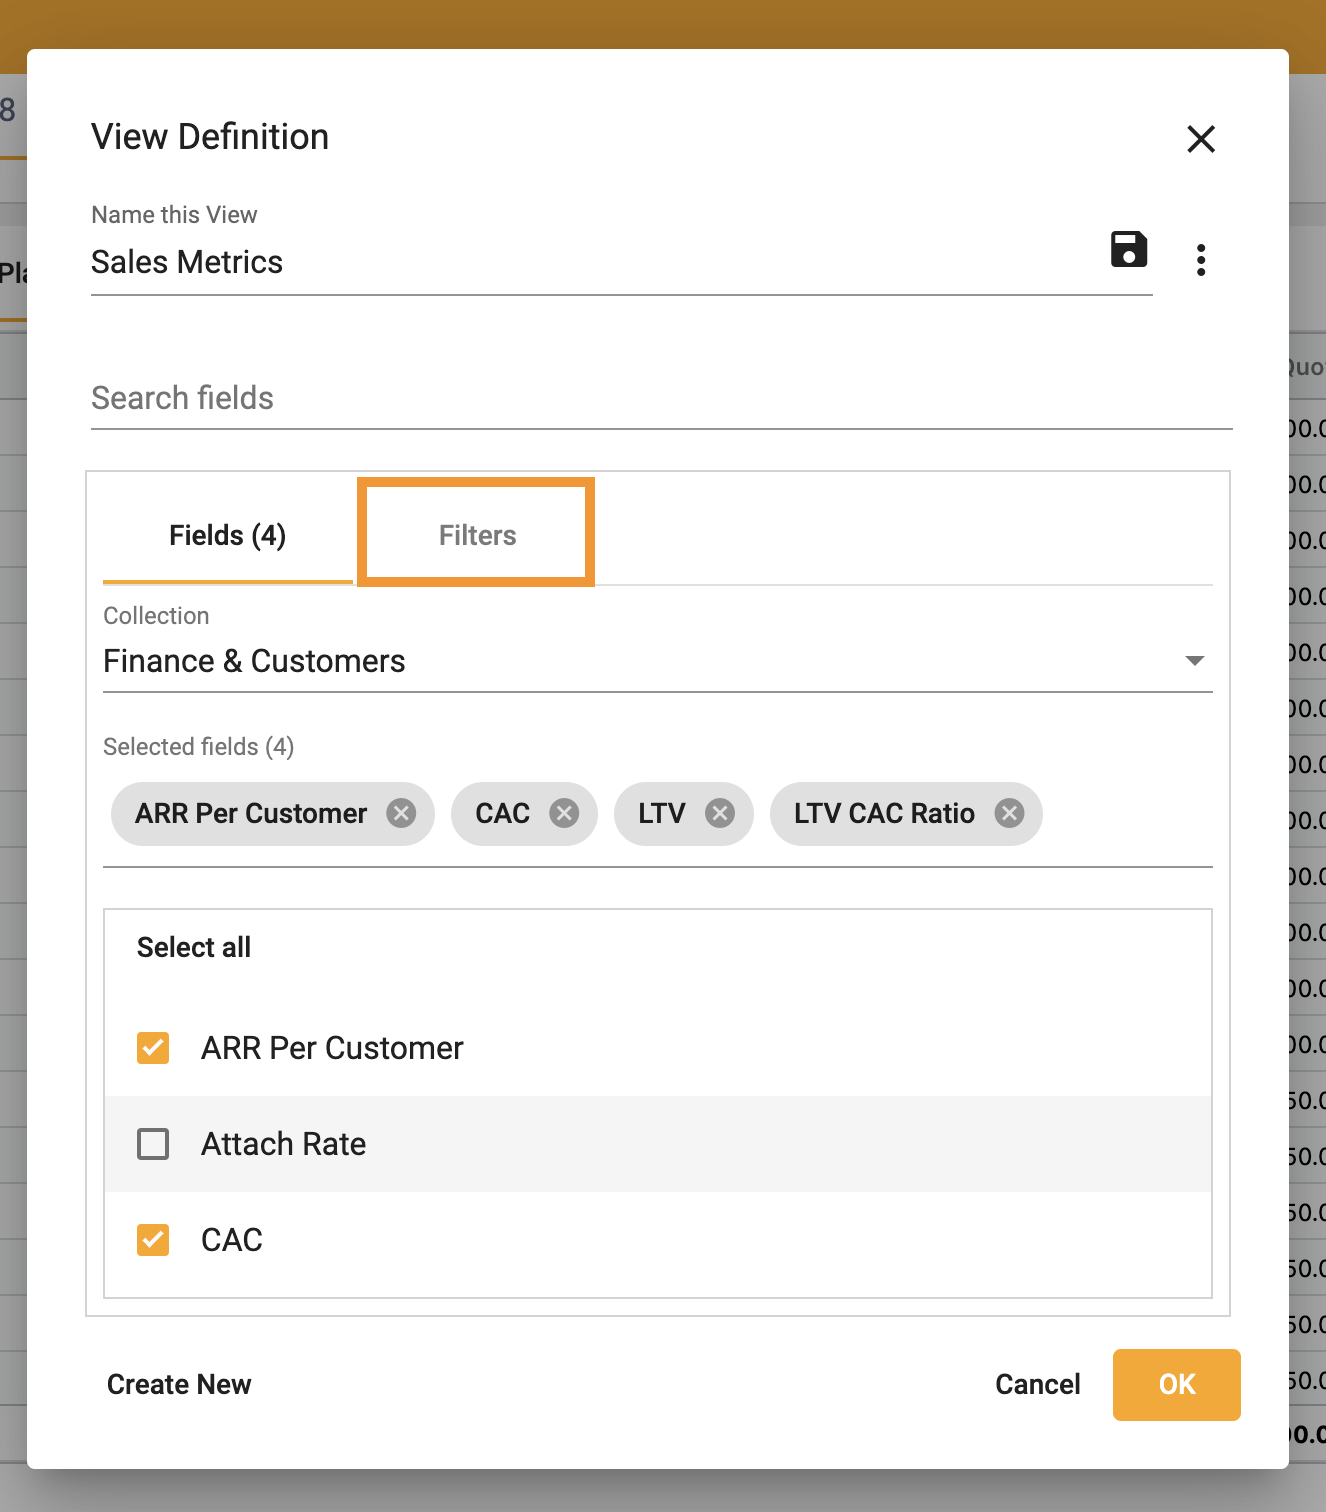 8
View Definition
Name this View
Sales Metrics
Search fields
Fields (4)
Filters
Collection
Finance & Customers
Selected fields (4)
ARR Per Customer
CAC
LTV
LTV CAC Ratio
Select all
ARR Per Customer
Attach Rate
CAC
Create New
Cancel
OK